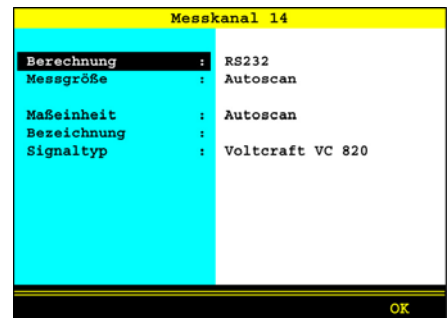 Messkanal 14
Berechnung : RS232
Messgröße : Autoscan
Maßeinheit : Autoscan
Bezeichnung :
Signaltyp : Voltcraft VC 820
OK